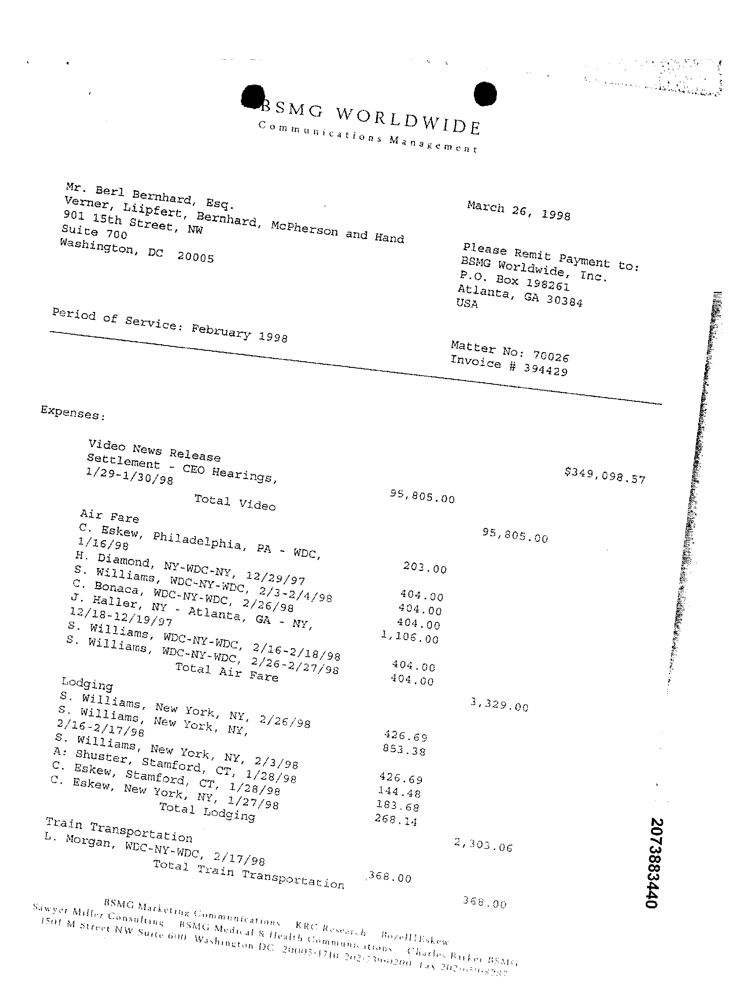 BSMG WORLDWIDE
Communications Management
Mr. Berl Bernhard, Esq.
Verner, Liipfert, Bernhard, McPherson and Hand
901 15th Street, NW
Suite 700
Washington, DC 20005
March 26, 1998
Please Remit Payment to:
BSMG Worldwide, Inc.
P.O. Box 198261
Atlanta, GA 30384
USA
Period of Service: February 1998
Matter No: 70026
Invoice # 394429
Expenses:
$349,098.57
Video News Release
Settlement - CEO Hearings,
1/29-1/30/98 95,805.00
Total Video 95,805.00
Air Fare
C. Eskew, Philadelphia, PA - WDC,
1/16/98 203.00
H. Diamond, NY-WDC-NY, 12/29/97 404.00
S. Williams, WDC-NY-WDC, 2/3-2/4/98 404.00
C. Bonaca, WDC-NY-WDC, 2/26/98 404.00
J. Haller, NY - Atlanta, GA - NY,
12/18-12/19/97 1,106.00
S. Williams, WDC-NY-WDC, 2/16-2/18/98 404.00
S. Williams, WDC-NY-WDC, 2/26-2/27/98 404.00
Total Air Fare 3,329.00
Lodging
S. Williams, New York, NY, 2/26/98 426.69
S. Williams, New York, NY,
2/16-2/17/98 853.38
S. Williams, New York, NY, 2/3/98 426.69
A: Shuster, Stamford, CT, 1/28/98 144.48
C. Eskew, Stamford, CT, 1/28/98 183.68
C. Eskew, New York, NY, 1/27/98 268.14
Total Lodging 2,303.06
Train Transportation
L. Morgan, WDC-NY-WDC, 2/17/98 368.00
Total Train Transportation 368.00
2073883440
BSMG Marketing Communications KRC Research Bozell|Eskew
Sawyer Miller Consulting BSMG Medical & Health Communications Charles Barker BSMG
1501 M Street NW Suite 600 Washington DC 20005-1710